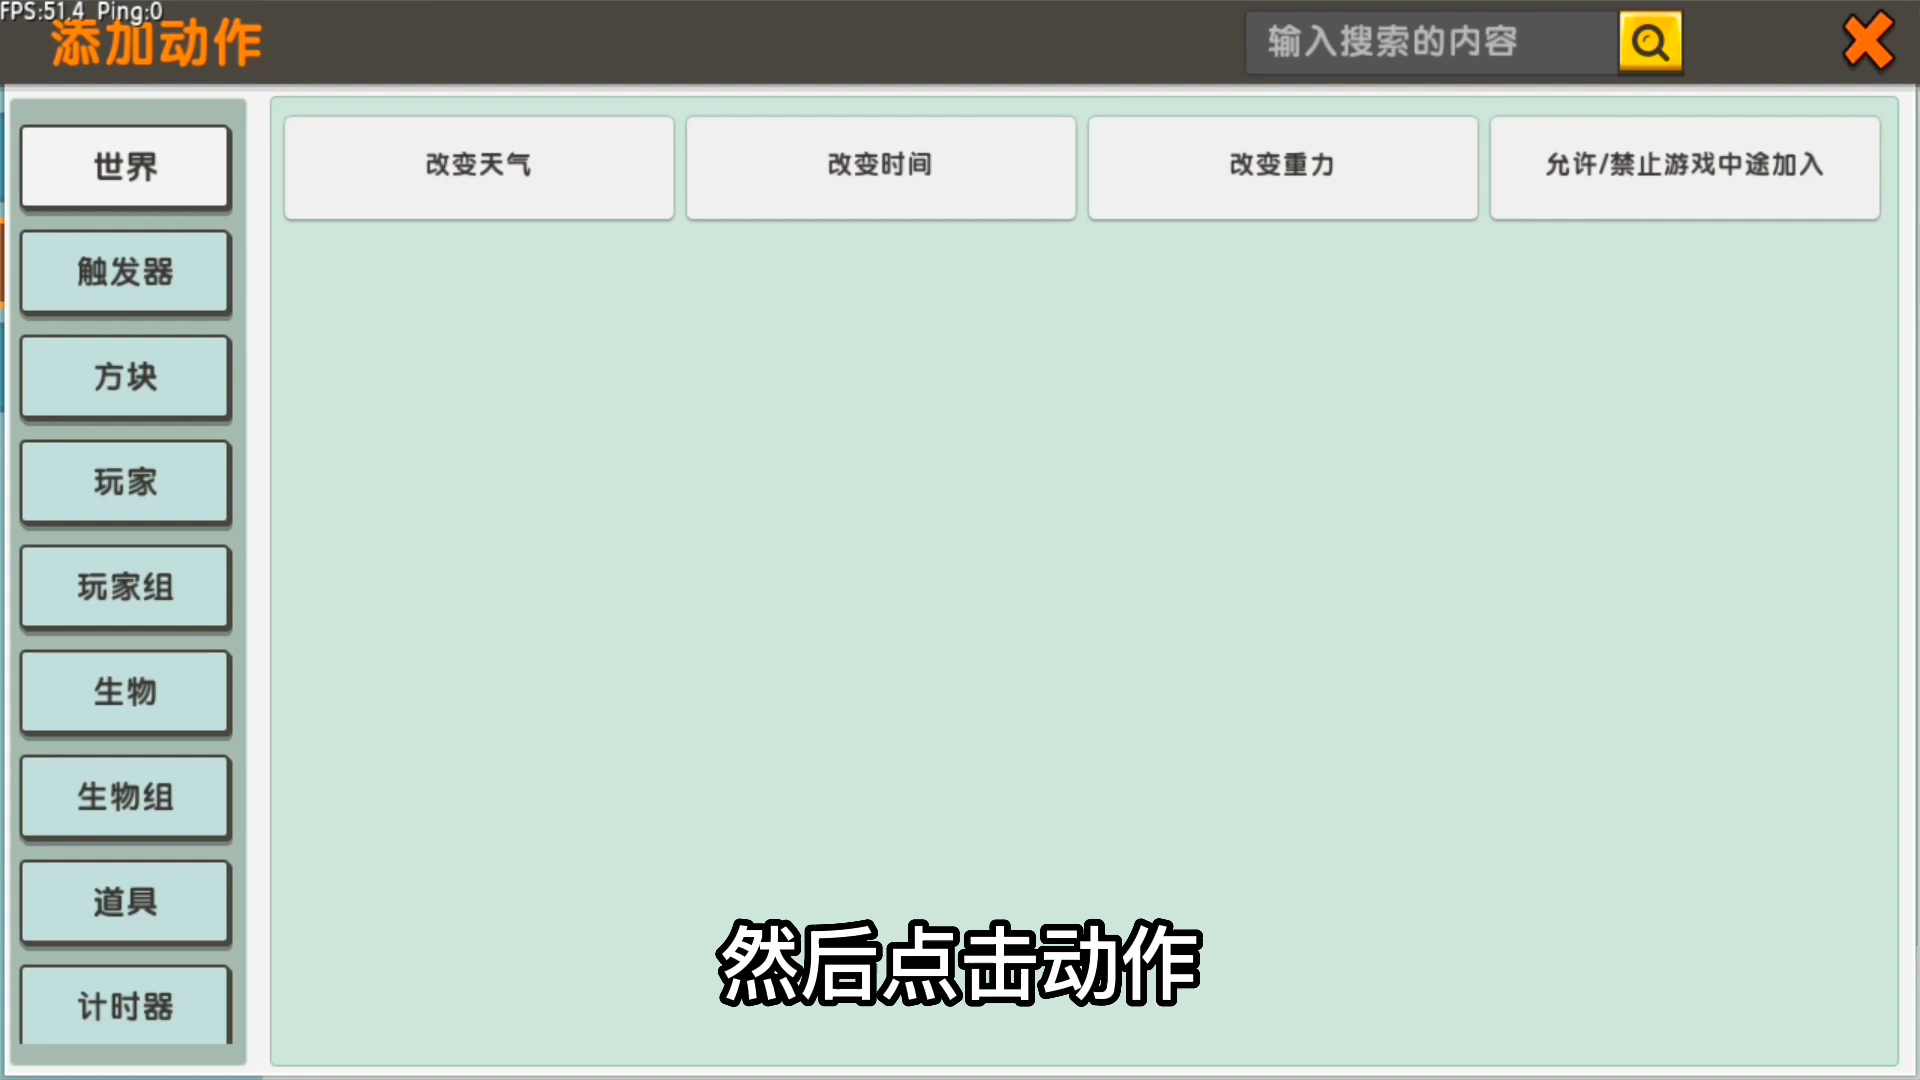 FPS:51.4 Ping:0
添加动作
输入搜索的内容
世界
改变天气
改变时间
改变重力
允许/禁止游戏中途加入
触发器
方块
玩家
玩家组
生物
生物组
道具
计时器
然后点击动作